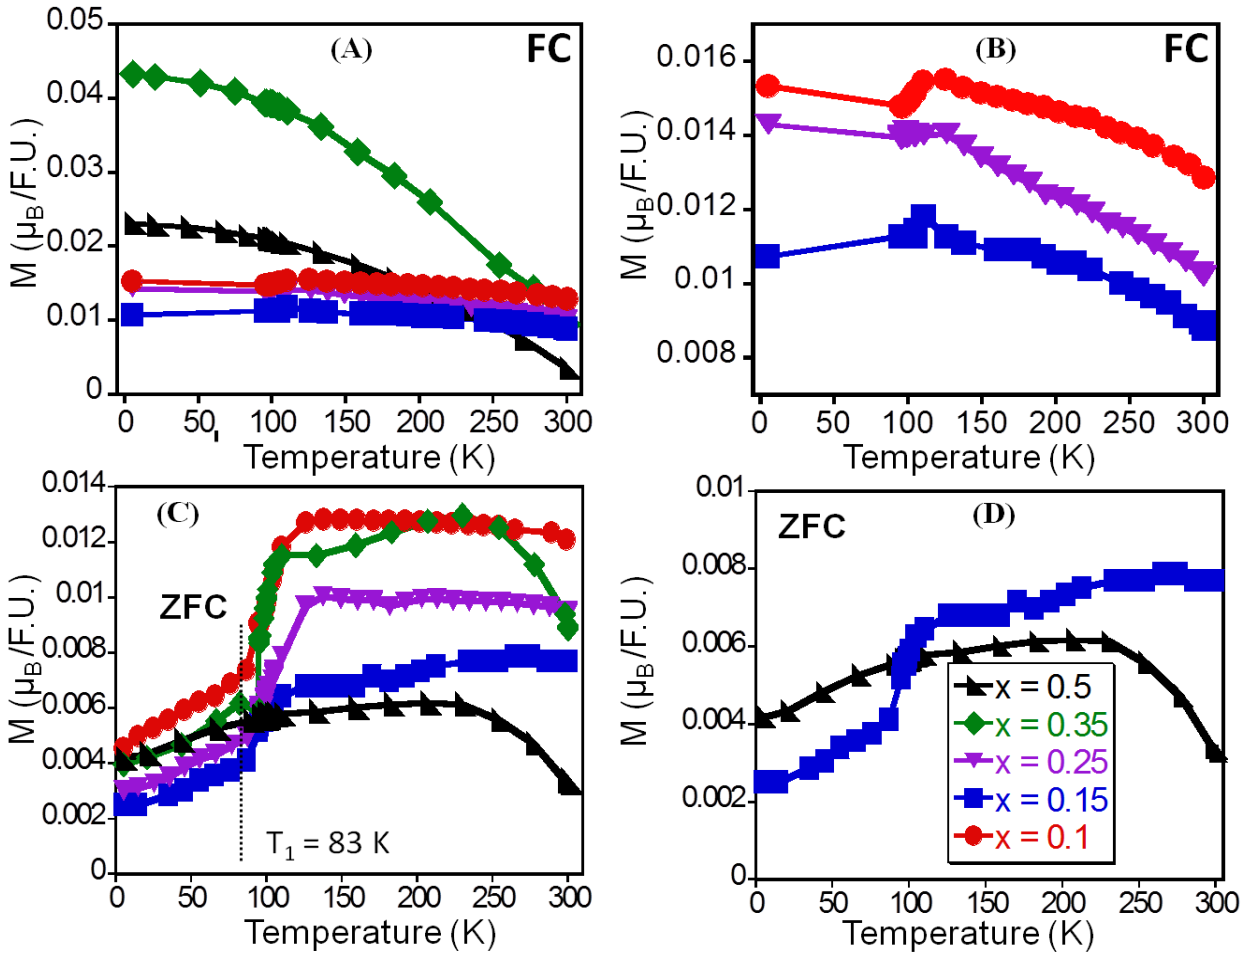 (A)
FC
M (μB/F.U.)
0.05
0.04
0.03
0.02
0.01
0
0 50 100 150 200 250 300
Temperature (K)
(B)
FC
M (μB/F.U.)
0.016
0.014
0.012
0.01
0.008
0 50 100 150 200 250 300
Temperature (K)
(C)
ZFC
M (μB/F.U.)
0.014
0.012
0.01
0.008
0.006
0.004
0.002
0
T1 = 83 K
0 50 100 150 200 250 300
Temperature (K)
ZFC
(D)
M (μB/F.U.)
0.01
0.008
0.006
0.004
0.002
0
x = 0.5
x = 0.35
x = 0.25
x = 0.15
x = 0.1
0 50 100 150 200 250 300
Temperature (K)